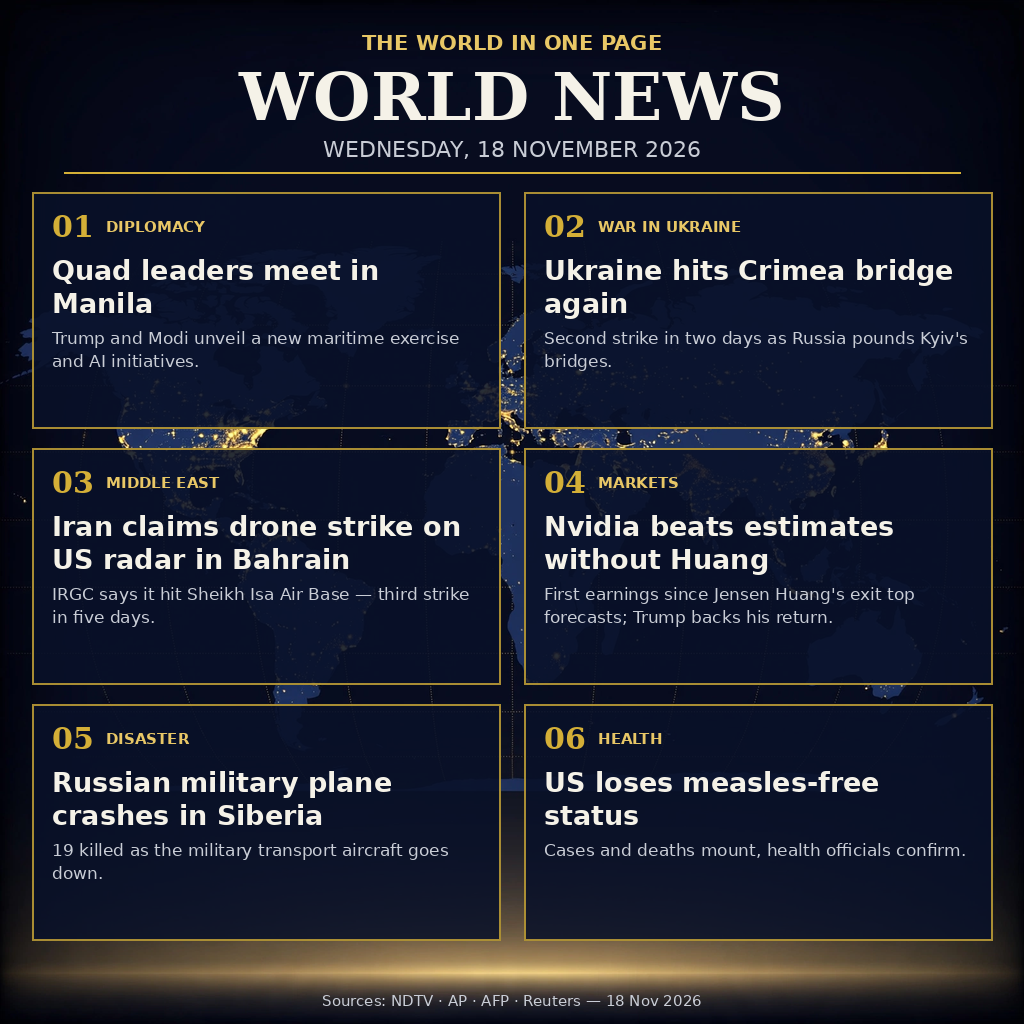 THE WORLD IN ONE PAGE
WORLD NEWS
WEDNESDAY, 18 NOVEMBER 2026
01 DIPLOMACY
Quad leaders meet in
Manila
Trump and Modi unveil a new maritime exercise
and AI initiatives.
02 WAR IN UKRAINE
Ukraine hits Crimea bridge
again
Second strike in two days as Russia pounds Kyiv's
bridges.
03 MIDDLE EAST
Iran claims drone strike on
US radar in Bahrain
IRGC says it hit Sheikh Isa Air Base — third strike
in five days.
04 MARKETS
Nvidia beats estimates
without Huang
First earnings since Jensen Huang's exit top
forecasts; Trump backs his return.
05 DISASTER
Russian military plane
crashes in Siberia
19 killed as the military transport aircraft goes
down.
06 HEALTH
US loses measles-free
status
Cases and deaths mount, health officials confirm.
Sources: NDTV · AP · AFP · Reuters — 18 Nov 2026